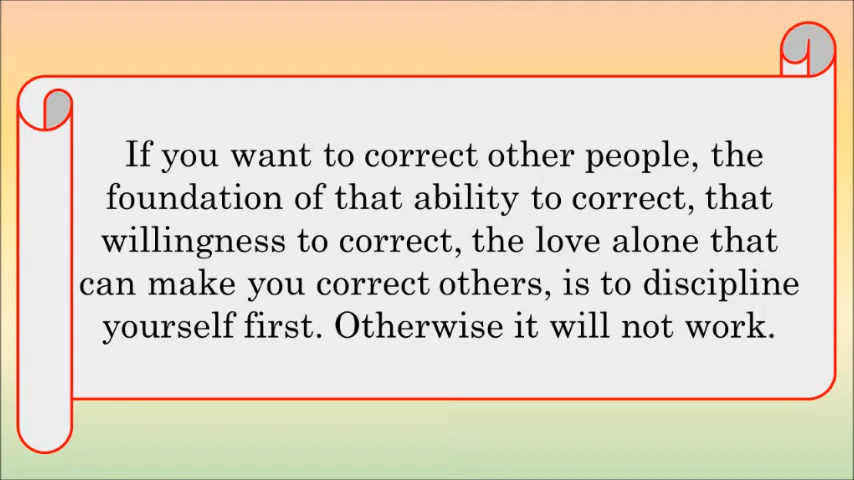 If you want to correct other people, the
foundation of that ability to correct, that
willingness to correct, the love alone that
can make you correct others, is to discipline
yourself first. Otherwise it will not work.